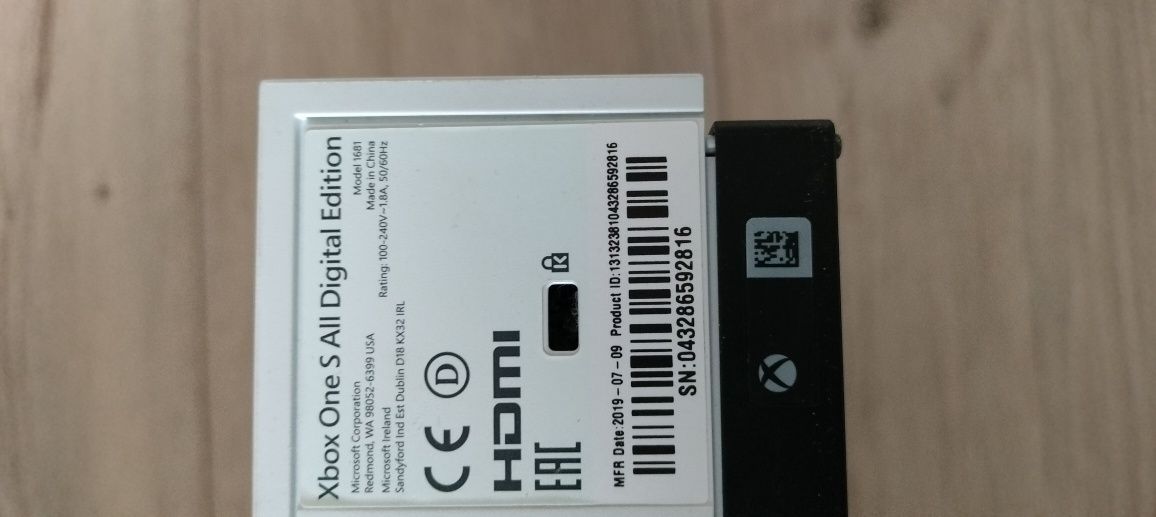 Xbox One S All Digital Edition
Microsoft Corporation
Model 1681
Redmond, WA 98052-6399 USA
Made in China
Microsoft Ireland
Rating: 100-240V~1.8A, 50/60Hz
Sandyford Ind Est Dublin D18 KX32 IRL
CE D
HDMI
EAC
K
MFR Date:2019-07-09 Product ID:13132381043286592816
SN:043286592816